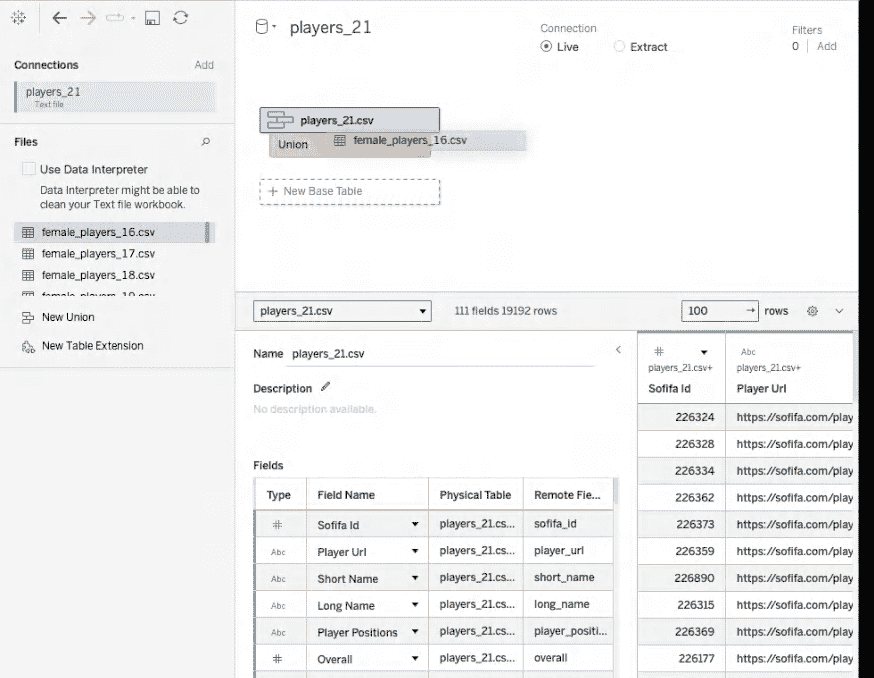 players_21
Connection
Live
Extract
Filters
0
Add
Connections
Add
players_21
Text file
Files
Use Data Interpreter
Data Interpreter might be able to
clean your Text file workbook.
female_players_16.csv
female_players_17.csv
female_players_18.csv
female_players_19.csv
New Union
New Table Extension
players_21.csv
Union
female_players_16.csv
New Base Table
players_21.csv
111 fields 19192 rows
100
rows
Name players_21.csv
Description
No description available.
Fields
Type Field Name Physical Table Remote Fie...
# Sofifa Id players_21.cs... sofifa_id
Abc Player Url players_21.cs... player_url
Abc Short Name players_21.cs... short_name
Abc Long Name players_21.cs... long_name
Abc Player Positions players_21.cs... player_positi...
# Overall players_21.cs... overall
# Abc
players_21.csv+ players_21.csv+
Sofifa Id Player Url
226324 https://sofifa.com/play
226328 https://sofifa.com/play
226334 https://sofifa.com/play
226362 https://sofifa.com/play
226373 https://sofifa.com/play
226359 https://sofifa.com/play
226890 https://sofifa.com/play
226315 https://sofifa.com/play
226369 https://sofifa.com/play
226177 https://sofifa.com/play